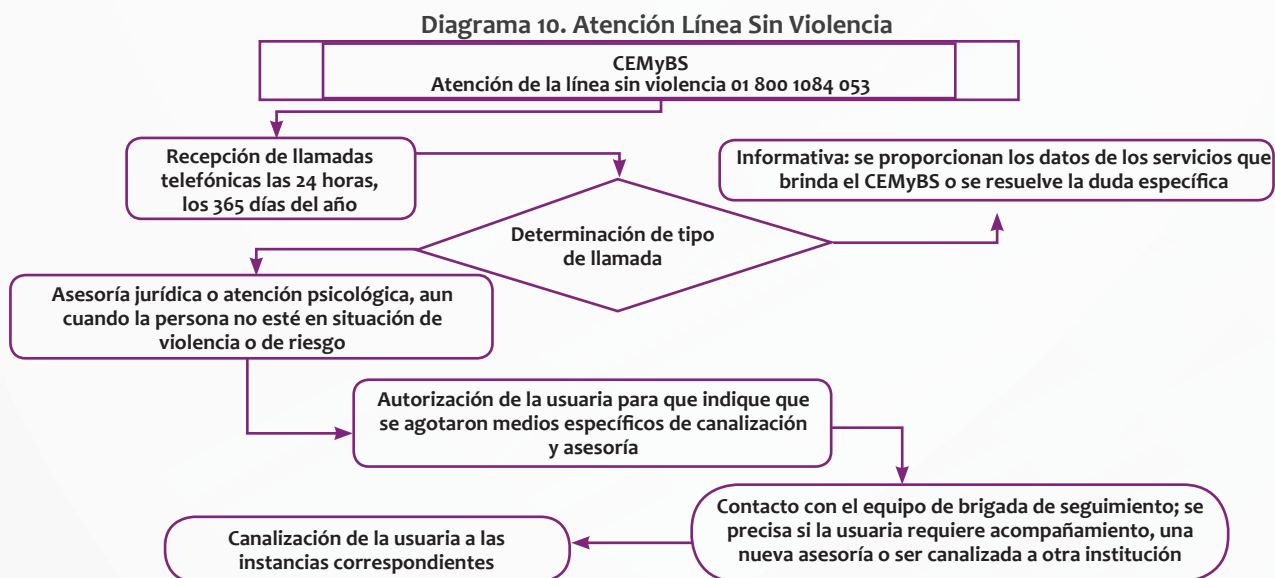 Diagrama 10. Atención Línea Sin Violencia
CEMyBS
Atención de la línea sin violencia 01 800 1084 053
Recepción de llamadas
telefónicas las 24 horas,
los 365 días del año
Informativa: se proporcionan los datos de los servicios que
brinda el CEMyBS o se resuelve la duda específica
Determinación de tipo
de llamada
Asesoría jurídica o atención psicológica, aun
cuando la persona no esté en situación de
violencia o de riesgo
Autorización de la usuaria para que indique que
se agotaron medios específicos de canalización
y asesoría
Contacto con el equipo de brigada de seguimiento; se
precisa si la usuaria requiere acompañamiento, una
nueva asesoría o ser canalizada a otra institución
Canalización de la usuaria a las
instancias correspondientes